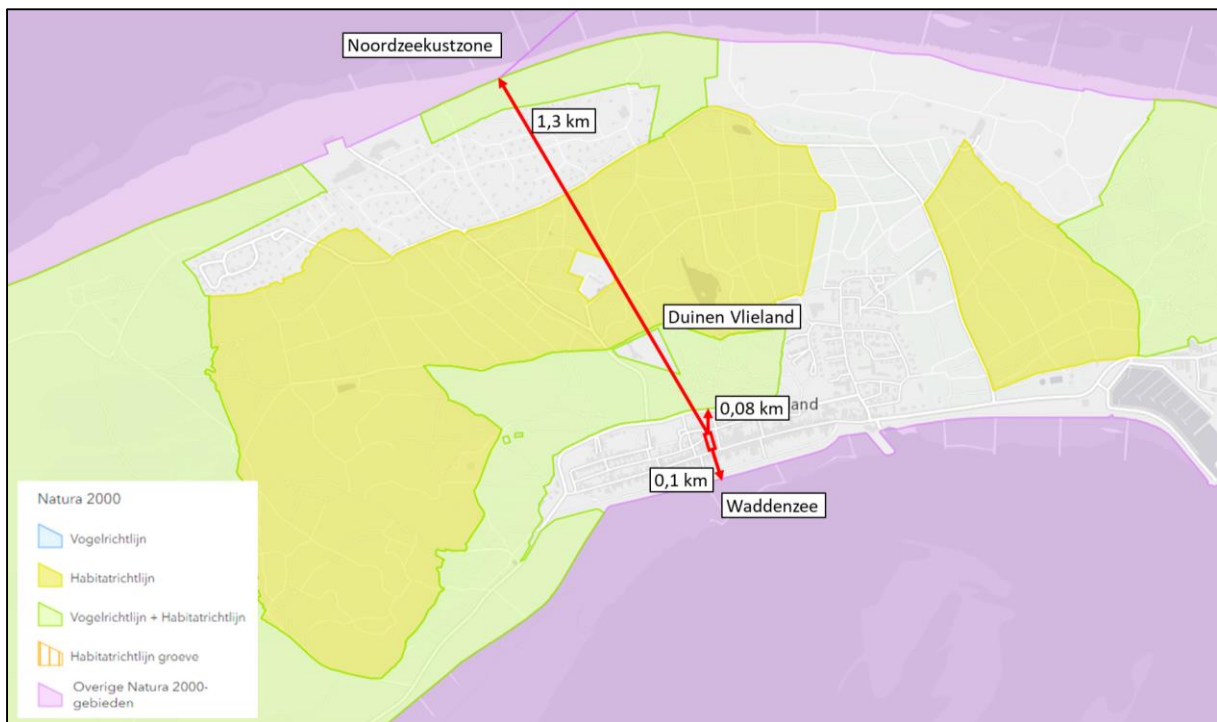 Noordzeekustzone
1,3 km
Duinen Vlieland
0,08 km
land
0,1 km
Waddenzee
Natura 2000
Vogelrichtlijn
Habitatrichtlijn
Vogelrichtlijn + Habitatrichtlijn
Habitatrichtlijn groeve
Overige Natura 2000-
gebieden